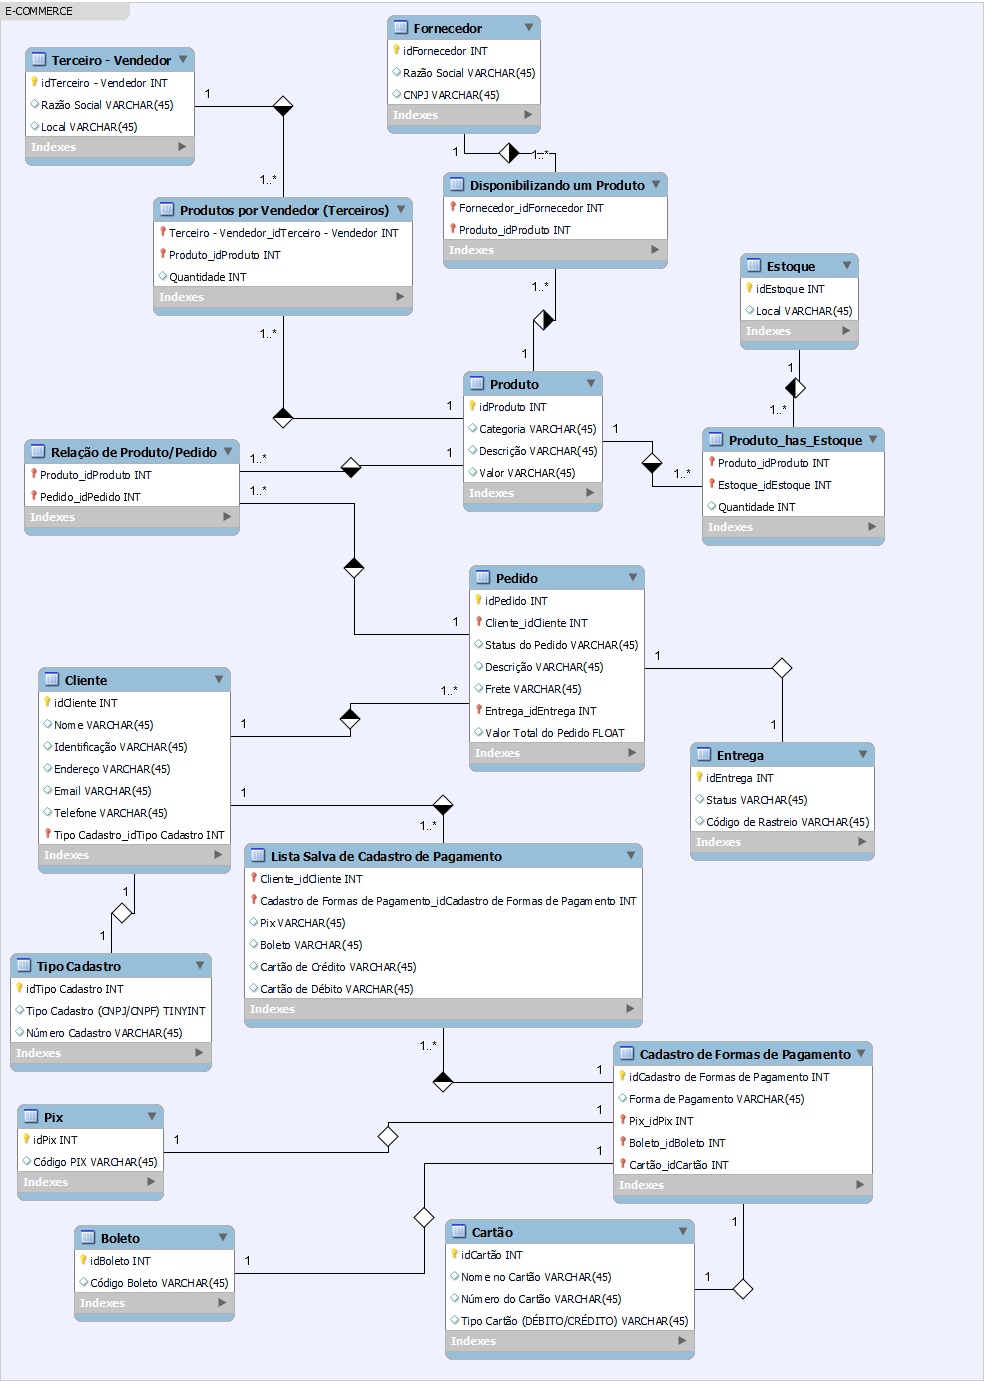 E-COMMERCE
Fornecedor
idFornecedor INT
Razão Social VARCHAR(45)
CNPJ VARCHAR(45)
Indexes
Terceiro - Vendedor
idTerceiro - Vendedor INT
Razão Social VARCHAR(45)
Local VARCHAR(45)
Indexes
1
1..*
1
1..*
Disponibilizando um Produto
Fornecedor_idFornecedor INT
Produto_idProduto INT
Indexes
Produtos por Vendedor (Terceiros)
Terceiro - Vendedor_idTerceiro - Vendedor INT
Produto_idProduto INT
Quantidade INT
Indexes
Estoque
idEstoque INT
Local VARCHAR(45)
Indexes
1..*
1
1..*
1
1
1..*
Produto
idProduto INT
Categoria VARCHAR(45)
Descrição VARCHAR(45)
Valor VARCHAR(45)
Indexes
1
1..*
Produto_has_Estoque
Produto_idProduto INT
Estoque_idEstoque INT
Quantidade INT
Indexes
Relação de Produto/Pedido
Produto_idProduto INT
Pedido_idPedido INT
Indexes
1..*
1
1..*
1
Pedido
idPedido INT
Cliente_idCliente INT
Status do Pedido VARCHAR(45)
Descrição VARCHAR(45)
Frete VARCHAR(45)
Entrega_idEntrega INT
Valor Total do Pedido FLOAT
Indexes
1
1
Cliente
idCliente INT
Nome VARCHAR(45)
Identificação VARCHAR(45)
Endereço VARCHAR(45)
Email VARCHAR(45)
Telefone VARCHAR(45)
Tipo Cadastro_idTipo Cadastro INT
Indexes
1..*
1
1
1..*
Entrega
idEntrega INT
Status VARCHAR(45)
Código de Rastreio VARCHAR(45)
Indexes
Lista Salva de Cadastro de Pagamento
Cliente_idCliente INT
Cadastro de Formas de Pagamento_idCadastro de Formas de Pagamento INT
Pix VARCHAR(45)
Boleto VARCHAR(45)
Cartão de Crédito VARCHAR(45)
Cartão de Débito VARCHAR(45)
Indexes
1
1
Tipo Cadastro
idTipo Cadastro INT
Tipo Cadastro (CNPJ/CNPF) TINYINT
Número Cadastro VARCHAR(45)
Indexes
1..*
1
Cadastro de Formas de Pagamento
idCadastro de Formas de Pagamento INT
Forma de Pagamento VARCHAR(45)
Pix_idPix INT
Boleto_idBoleto INT
Cartão_idCartão INT
Indexes
Pix
idPix INT
Código PIX VARCHAR(45)
Indexes
1
1
1
1
Boleto
idBoleto INT
Código Boleto VARCHAR(45)
Indexes
Cartão
idCartão INT
Nome no Cartão VARCHAR(45)
Número do Cartão VARCHAR(45)
Tipo Cartão (DÉBITO/CRÉDITO) VARCHAR(45)
Indexes
1
1